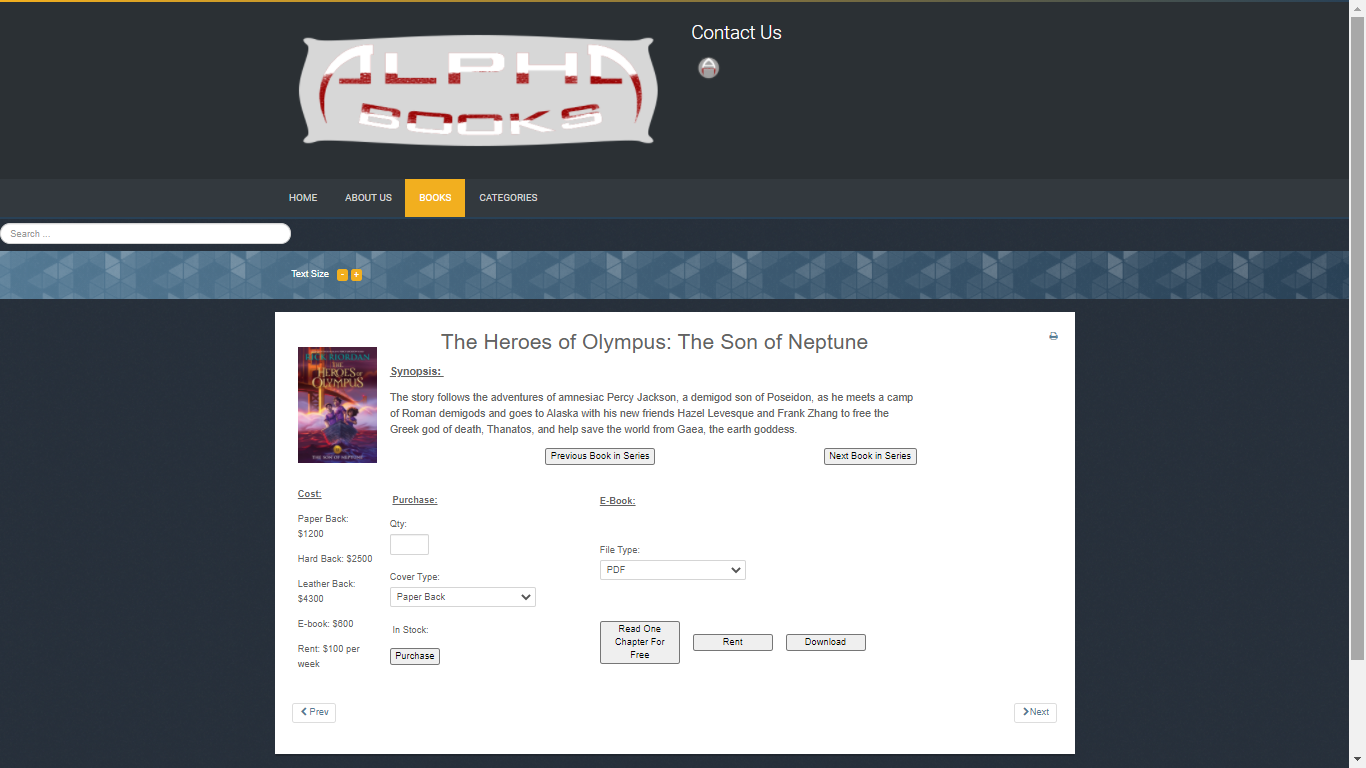 Contact Us
ALPHA
BOOKS
HOME
ABOUT US
BOOKS
CATEGORIES
Search ...
Text Size - +
The Heroes of Olympus: The Son of Neptune
RICK RIORDAN
THE
HEROES OF
OLYMPUS
THE SON OF NEPTUNE
Synopsis:
The story follows the adventures of amnesiac Percy Jackson, a demigod son of Poseidon, as he meets a camp
of Roman demigods and goes to Alaska with his new friends Hazel Levesque and Frank Zhang to free the
Greek god of death, Thanatos, and help save the world from Gaea, the earth goddess.
Previous Book in Series
Next Book in Series
Cost:
Paper Back:
$1200
Hard Back: $2500
Leather Back:
$4300
E-book: $600
Rent: $100 per
week
Purchase:
Qty:
Cover Type:
Paper Back
In Stock:
Purchase
E-Book:
File Type:
PDF
Read One
Chapter For
Free
Rent
Download
Prev
Next